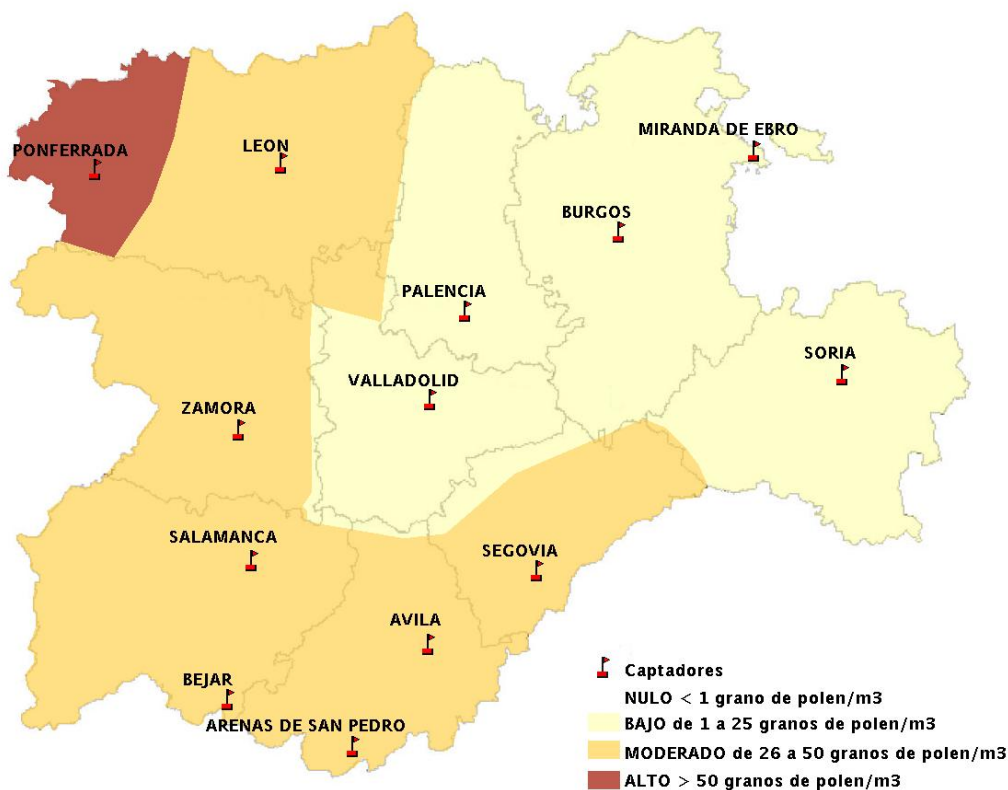 MIRANDA DE EBRO
PONFERRADA
LEON
BURGOS
PALENCIA
SORIA
VALLADOLID
ZAMORA
SALAMANCA
SEGOVIA
AVILA
BEJAR
ARENAS DE SAN PEDRO
Captadores
NULO < 1 grano de polen/m3
BAJO de 1 a 25 granos de polen/m3
MODERADO de 26 a 50 granos de polen/m3
ALTO > 50 granos de polen/m3